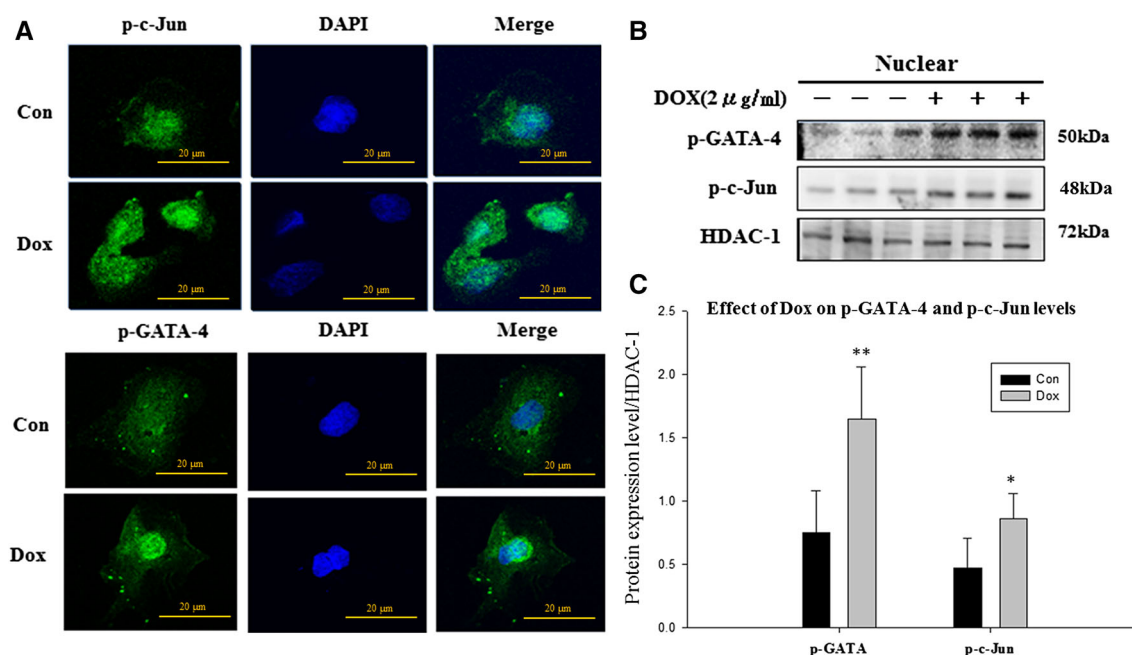 A
p-c-Jun DAPI Merge
Con
20 μm 20 μm 20 μm
Dox
20 μm 20 μm 20 μm
p-GATA-4 DAPI Merge
Con
20 μm 20 μm 20 μm
Dox
20 μm 20 μm 20 μm
B
Nuclear
DOX(2 μg/ml) − − − + + +
p-GATA-4 50kDa
p-c-Jun 48kDa
HDAC-1 72kDa
C
Effect of Dox on p-GATA-4 and p-c-Jun levels
Protein expression level/HDAC-1
2.5
2.0
1.5
1.0
0.5
0.0
**
*
Con
Dox
p-GATA p-c-Jun